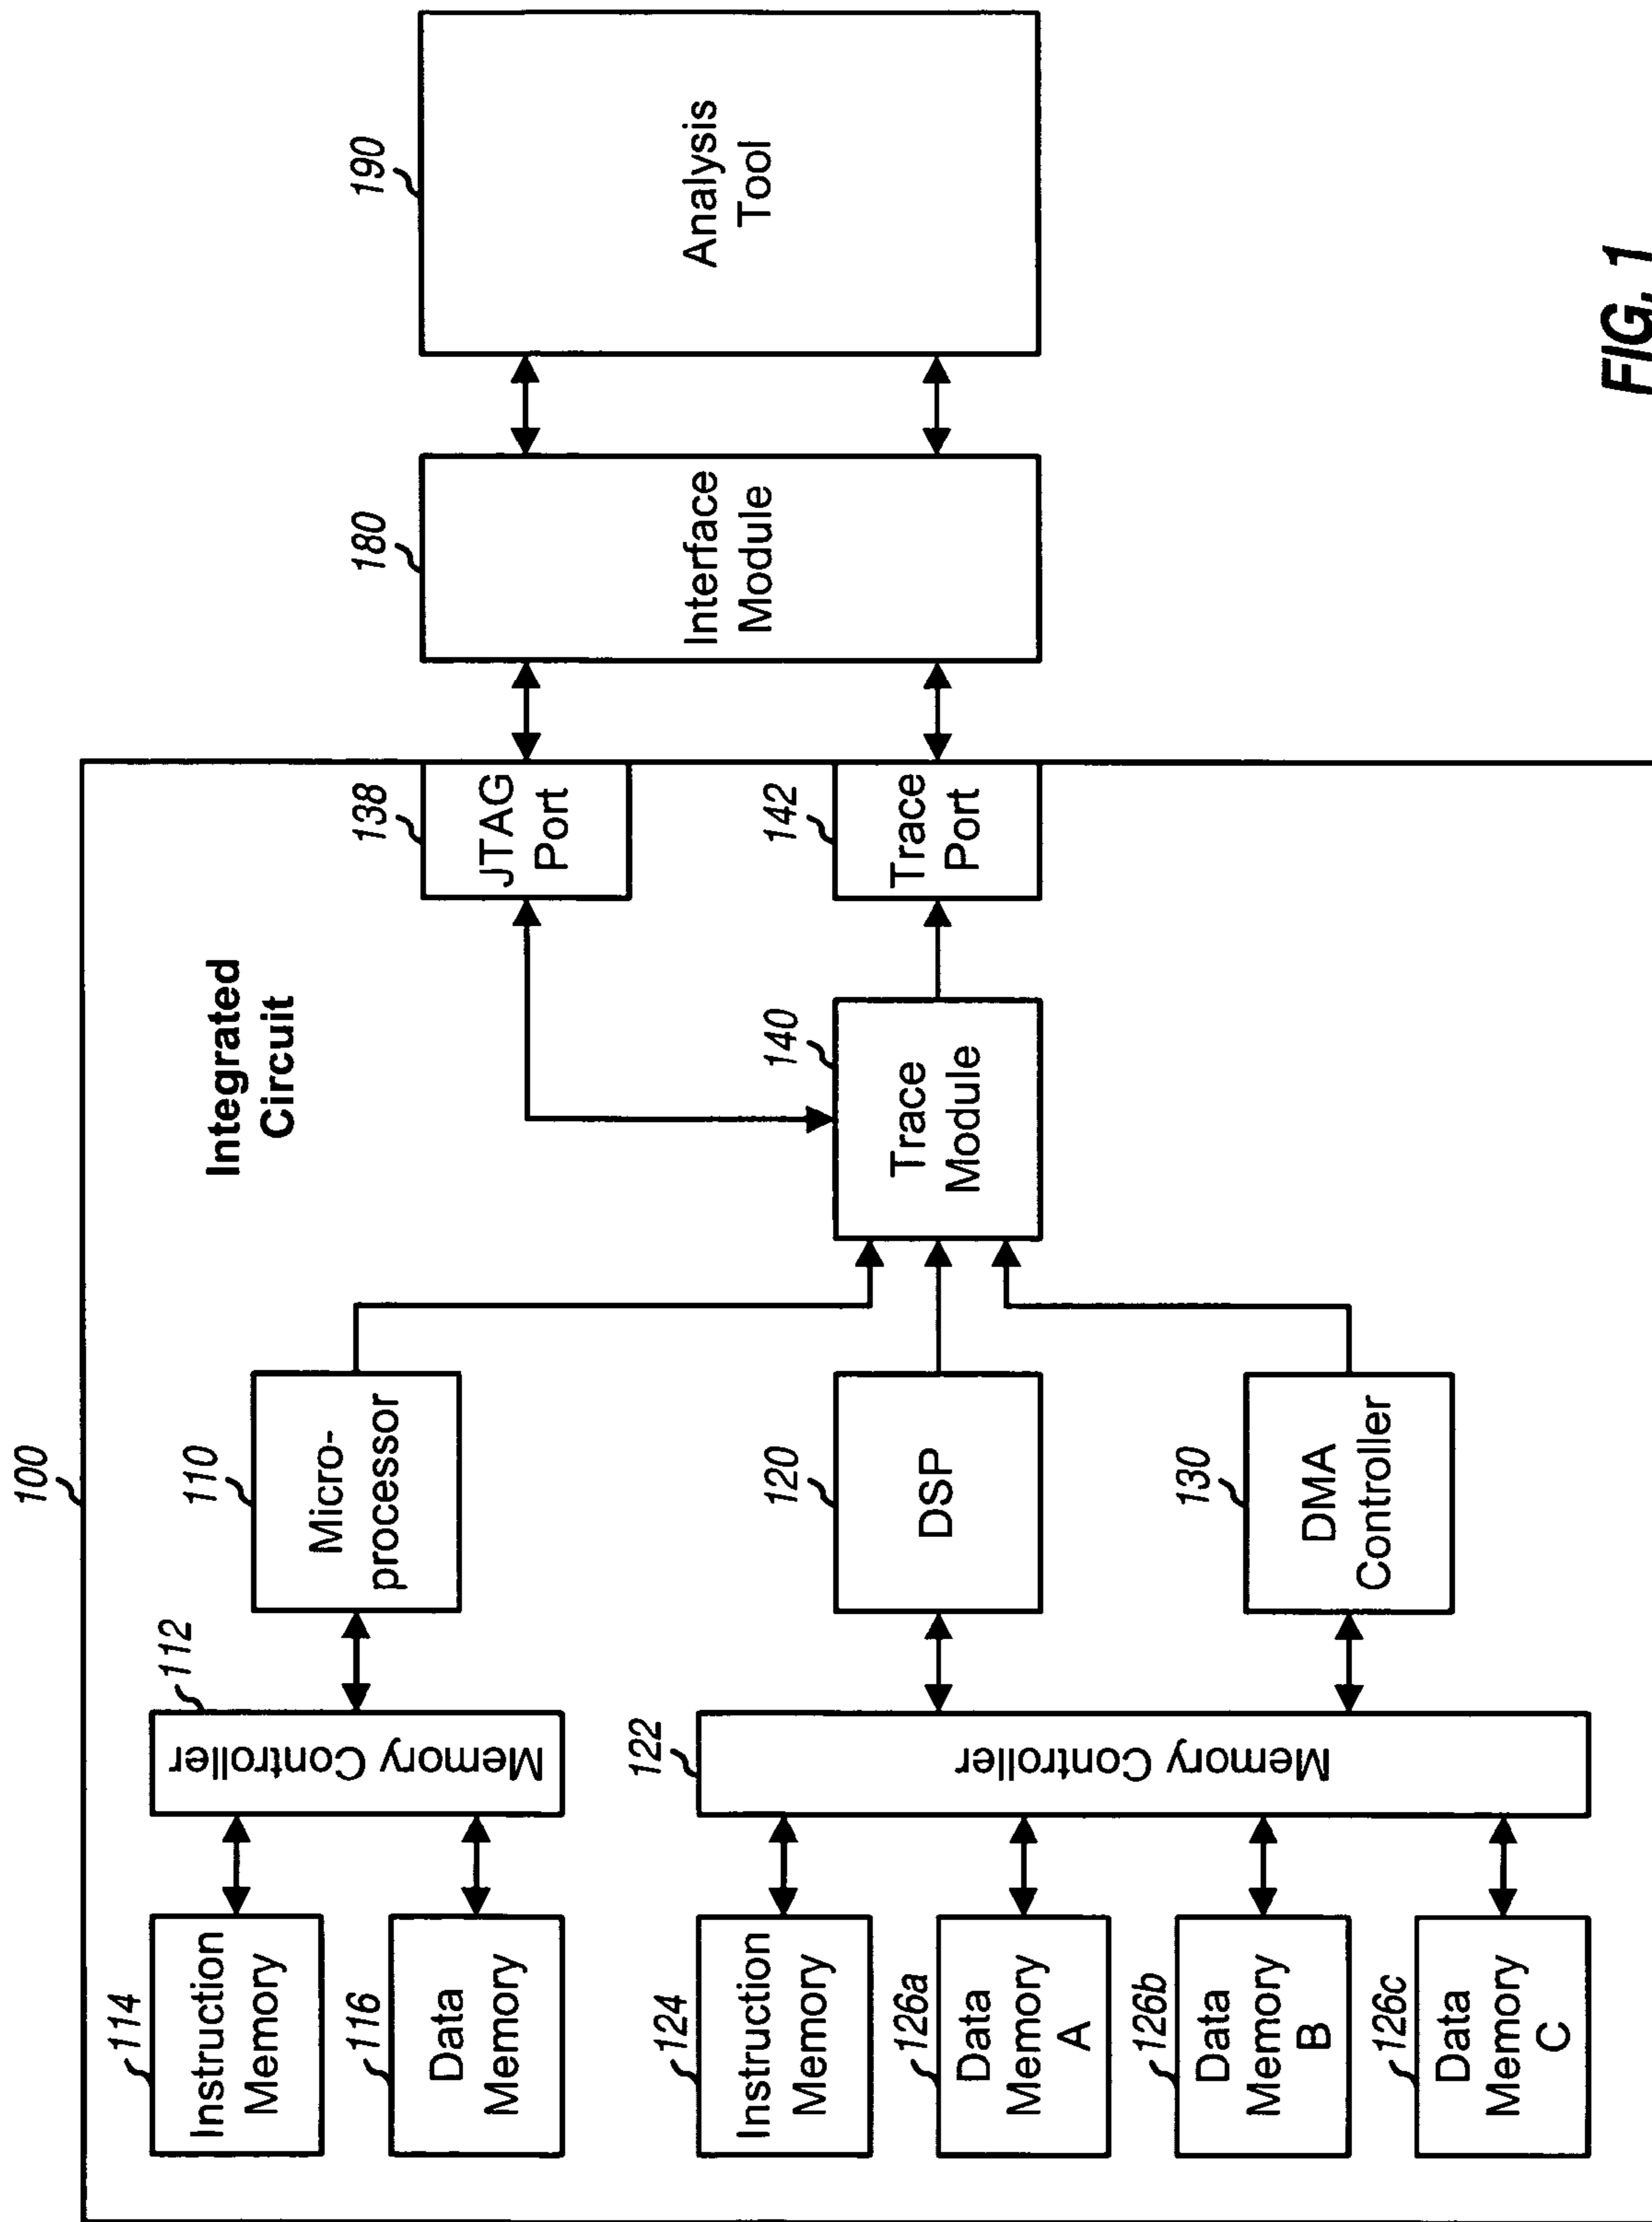 100
Integrated
Circuit
114
Instruction
Memory
116
Data
Memory
112
Memory Controller
110
Micro-
processor
124
Instruction
Memory
126a
Data
Memory
A
126b
Data
Memory
B
126c
Data
Memory
C
122
Memory Controller
120
DSP
130
DMA
Controller
140
Trace
Module
138
JTAG
Port
142
Trace
Port
180
Interface
Module
190
Analysis
Tool
FIG. 1